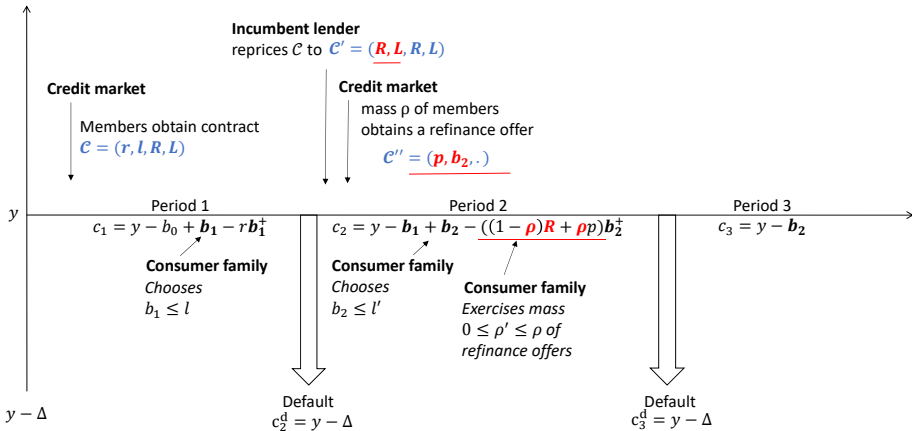 Incumbent lender
reprices 𝒞 to 𝒞′ = (R, L, R, L)
Credit market
Credit market
mass ρ of members
obtains a refinance offer
Members obtain contract
𝒞 = (r, l, R, L)
𝒞′′ = (p, b₂, .)
Period 1
Period 2
Period 3
y
c₁ = y − b₀ + b₁ − rb₁⁺
c₂ = y − b₁ + b₂ − ((1 − ρ)R + ρp)b₂⁺
c₃ = y − b₂
Consumer family
Chooses
b₁ ≤ l
Consumer family
Chooses
b₂ ≤ l′
Consumer family
Exercises mass
0 ≤ ρ′ ≤ ρ of
refinance offers
y − Δ
Default
c₂ᵈ = y − Δ
Default
c₃ᵈ = y − Δ